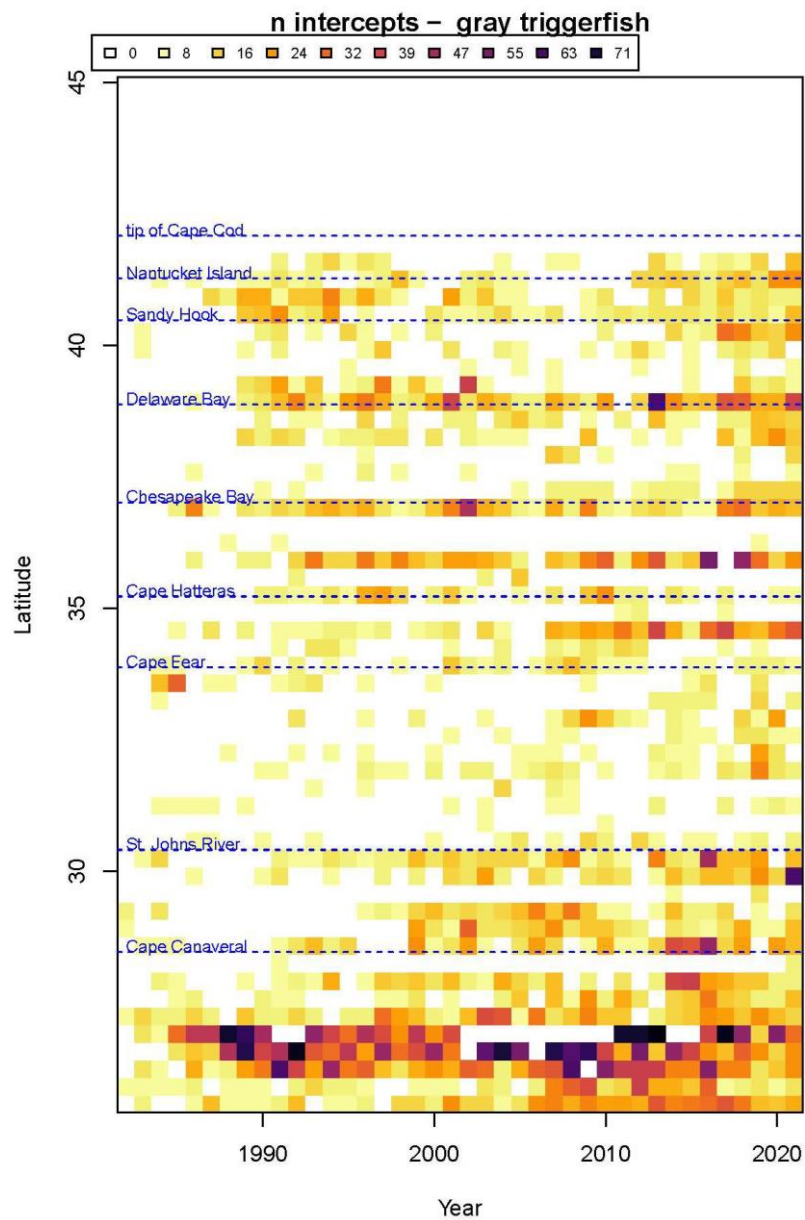 n intercepts – gray triggerfish
0 8 16 24 32 39 47 55 63 71
45
tip of Cape Cod
Nantucket Island
Sandy Hook
40
Delaware Bay
Chesapeake Bay
Cape Hatteras
35
Cape Fear
St. Johns River
30
Cape Canaveral
Latitude
1990 2000 2010 2020
Year